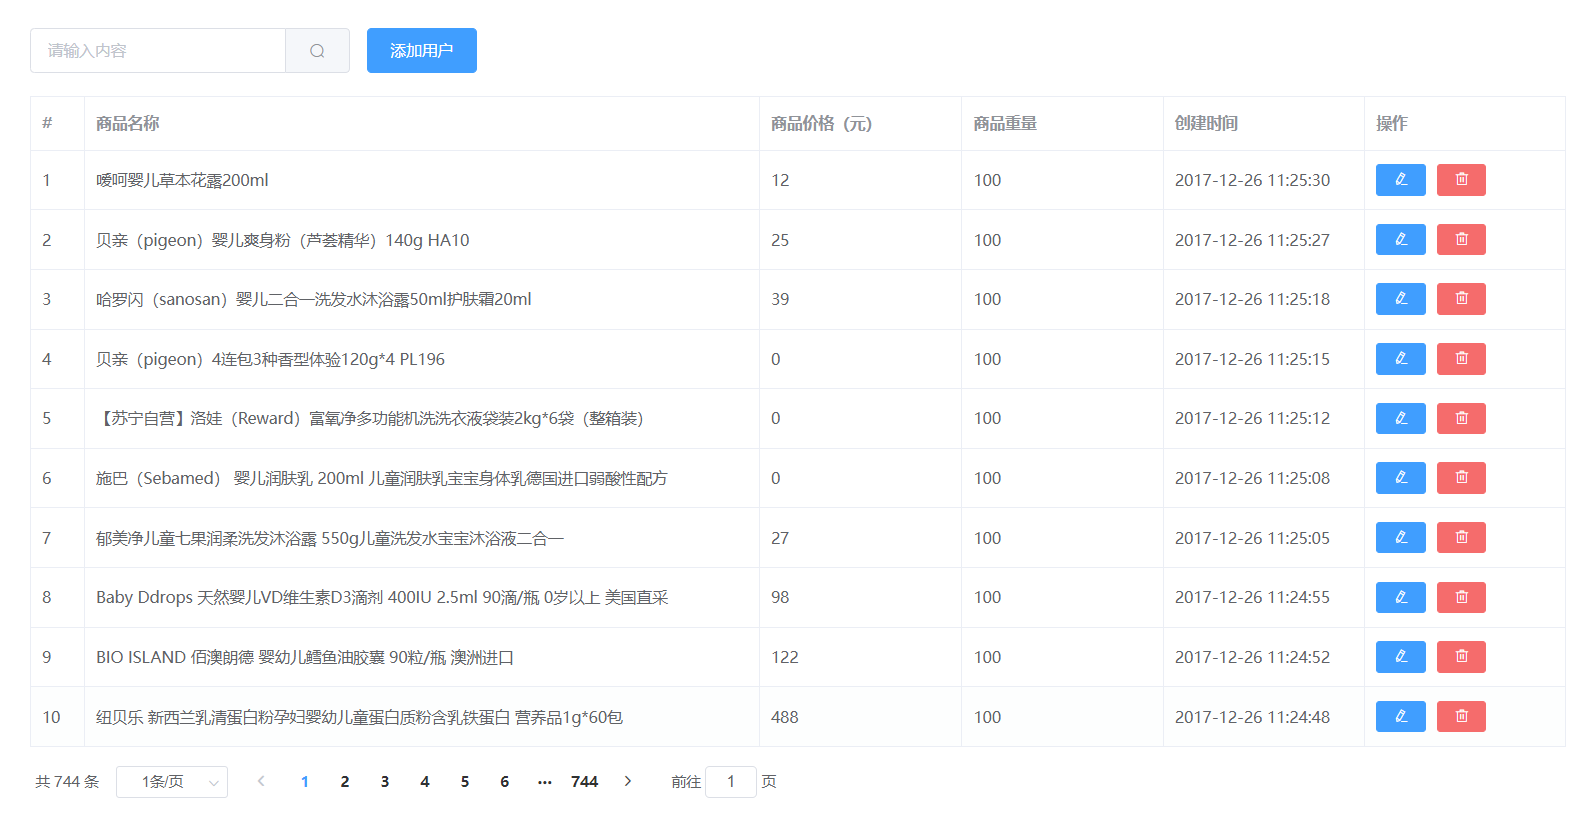 请输入内容 添加用户
# 商品名称 商品价格（元） 商品重量 创建时间 操作
1 嗳呵婴儿草本花露200ml 12 100 2017-12-26 11:25:30
2 贝亲（pigeon）婴儿爽身粉（芦荟精华）140g HA10 25 100 2017-12-26 11:25:27
3 哈罗闪（sanosan）婴儿二合一洗发水沐浴露50ml护肤霜20ml 39 100 2017-12-26 11:25:18
4 贝亲（pigeon）4连包3种香型体验120g*4 PL196 0 100 2017-12-26 11:25:15
5 【苏宁自营】洛娃（Reward）富氧净多功能机洗洗衣液袋装2kg*6袋（整箱装） 0 100 2017-12-26 11:25:12
6 施巴（Sebamed） 婴儿润肤乳 200ml 儿童润肤乳宝宝身体乳德国进口弱酸性配方 0 100 2017-12-26 11:25:08
7 郁美净儿童七果润柔洗发沐浴露 550g儿童洗发水宝宝沐浴液二合一 27 100 2017-12-26 11:25:05
8 Baby Ddrops 天然婴儿VD维生素D3滴剂 400IU 2.5ml 90滴/瓶 0岁以上 美国直采 98 100 2017-12-26 11:24:55
9 BIO ISLAND 佰澳朗德 婴幼儿鳕鱼油胶囊 90粒/瓶 澳洲进口 122 100 2017-12-26 11:24:52
10 纽贝乐 新西兰乳清蛋白粉孕妇婴幼儿童蛋白质粉含乳铁蛋白 营养品1g*60包 488 100 2017-12-26 11:24:48
共 744 条 1条/页 1 2 3 4 5 6 ··· 744 前往 1 页